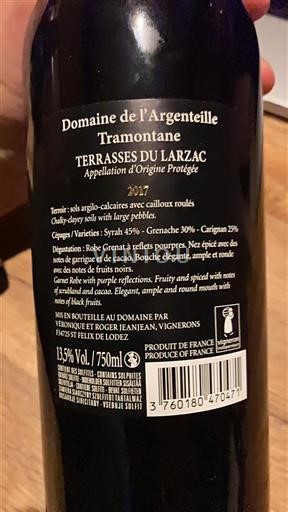 Domaine de l'Argenteille
Tramontane
TERRASSES DU LARZAC
Appellation d'Origine Protégée
2017
Terroir : sols argilo-calcaires avec cailloux roulés
Chalky-clayey soils with large pebbles.
Cépages / Varieties : Syrah 45% - Grenache 30% - Carignan 25%
Dégustation : Robe Grenat à reflets pourpres. Nez épicé avec des
notes de garrigue et de cacao. Bouche élégante, ample et ronde
avec des notes de fruits noirs.
Garnet Robe with purple reflections. Fruity and spiced with notes
of scrubland and cacao. Elegant, ample and round mouth with
notes of black fruits.
MIS EN BOUTEILLE AU DOMAINE PAR
VÉRONIQUE ET ROGER JEANJEAN, VIGNERONS
F34725 ST FELIX DE LODEZ
13,5% Vol. / 750ml
PRODUIT DE FRANCE
PRODUCE OF FRANCE
vigneron
CONTIENT DES SULFITES - CONTAINS SULPHITES
3 760180 470471